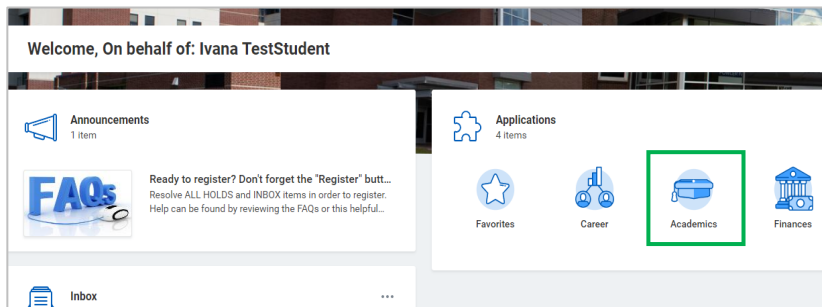 Welcome, On behalf of: Ivana TestStudent
Announcements
1 item
FAQs
Ready to register? Don't forget the "Register" butt...
Resolve ALL HOLDS and INBOX items in order to register.
Help can be found by reviewing the FAQs or this helpful...
Inbox
Applications
4 items
Favorites
Career
Academics
Finances